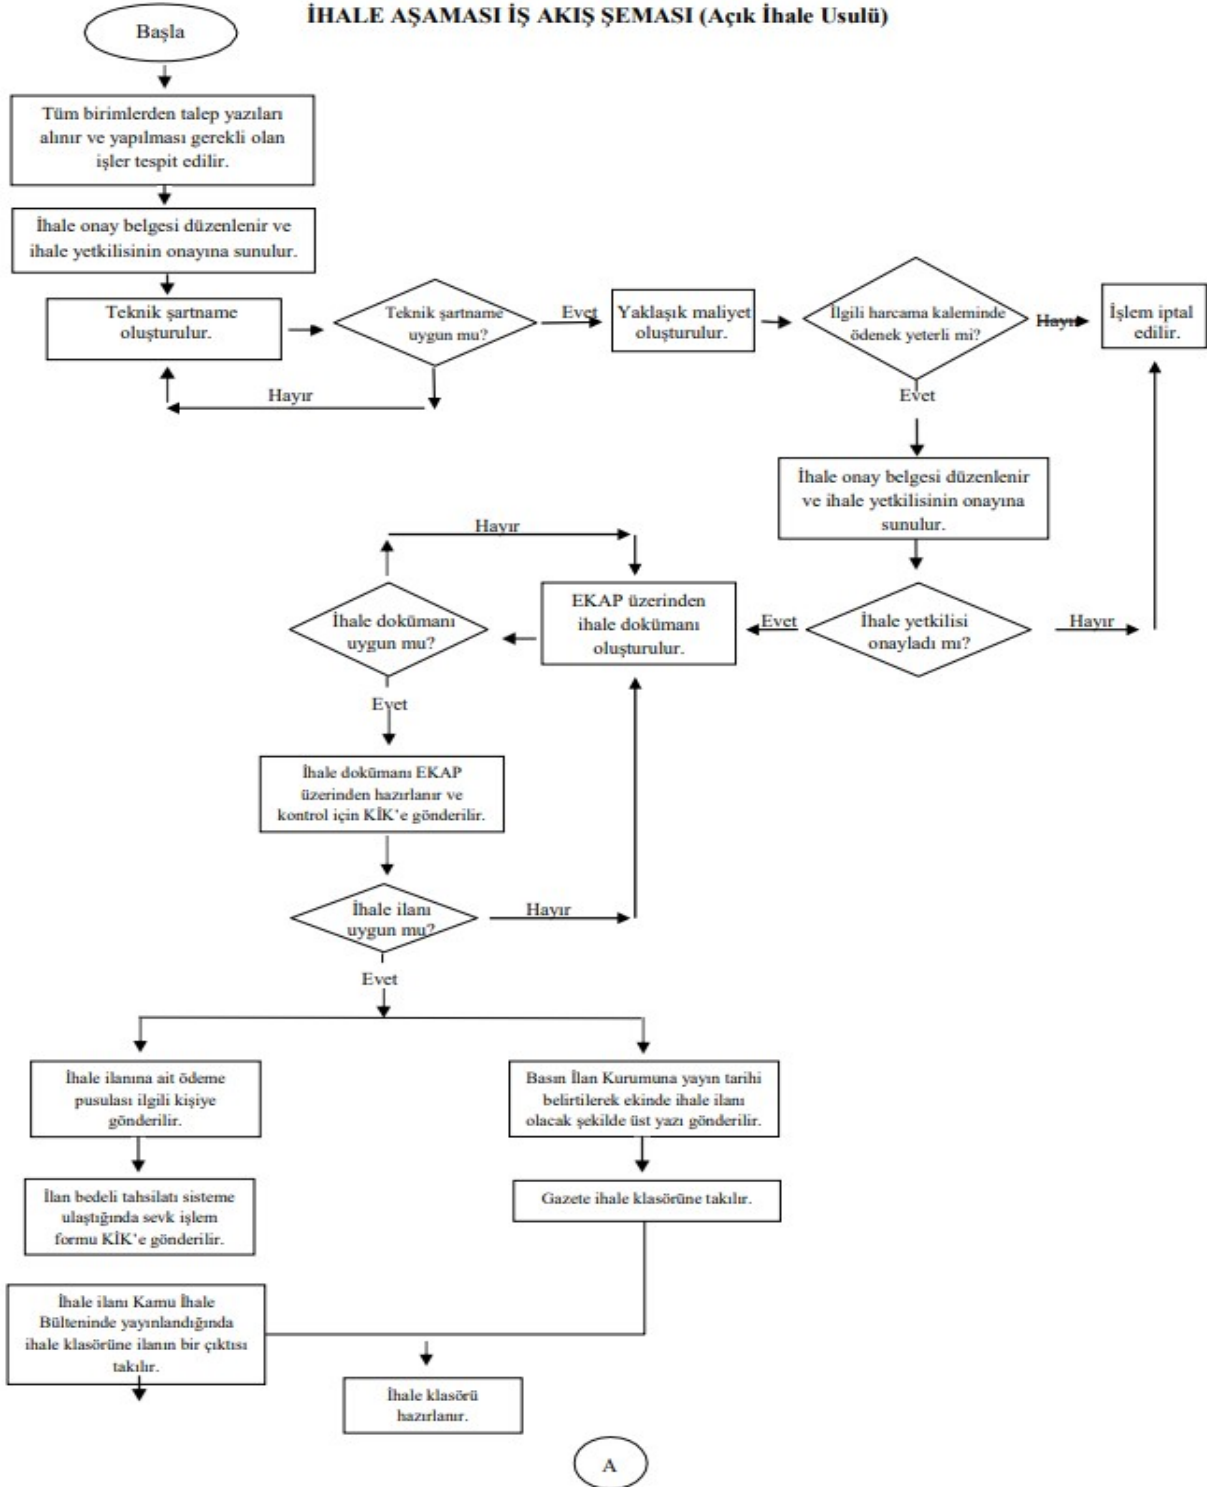 İHALE AŞAMASI İŞ AKIŞ ŞEMASI (Açık İhale Usulü)
Başla
Tüm birimlerden talep yazıları
alınır ve yapılması gerekli olan
işler tespit edilir.
İhale onay belgesi düzenlenir ve
ihale yetkilisinin onayına sunulur.
Teknik şartname
oluşturulur.
Teknik şartname
uygun mu?
Evet
Yaklaşık maliyet
oluşturulur.
İlgili harcama kaleminde
ödenek yeterli mi?
Hayır
İşlem iptal
edilir.
Hayır
Evet
İhale onay belgesi düzenlenir
ve ihale yetkilisinin onayına
sunulur.
Hayır
İhale dokümanı
uygun mu?
EKAP üzerinden
ihale dokümanı
oluşturulur.
Evet
İhale yetkilisi
onayladı mı?
Hayır
Evet
İhale dokümanı EKAP
üzerinden hazırlanır ve
kontrol için KİK'e gönderilir.
İhale ilanı
uygun mu?
Hayır
Evet
İhale ilanına ait ödeme
pusulası ilgili kişiye
gönderilir.
Basın İlan Kurumuna yayın tarihi
belirtilerek ekinde ihale ilanı
olacak şekilde üst yazı gönderilir.
İlan bedeli tahsilatı sisteme
ulaştığında sevk işlem
formu KİK'e gönderilir.
Gazete ihale klasörüne takılır.
İhale ilanı Kamu İhale
Bülteninde yayınlandığında
ihale klasörüne ilanın bir çıktısı
takılır.
İhale klasörü
hazırlanır.
A